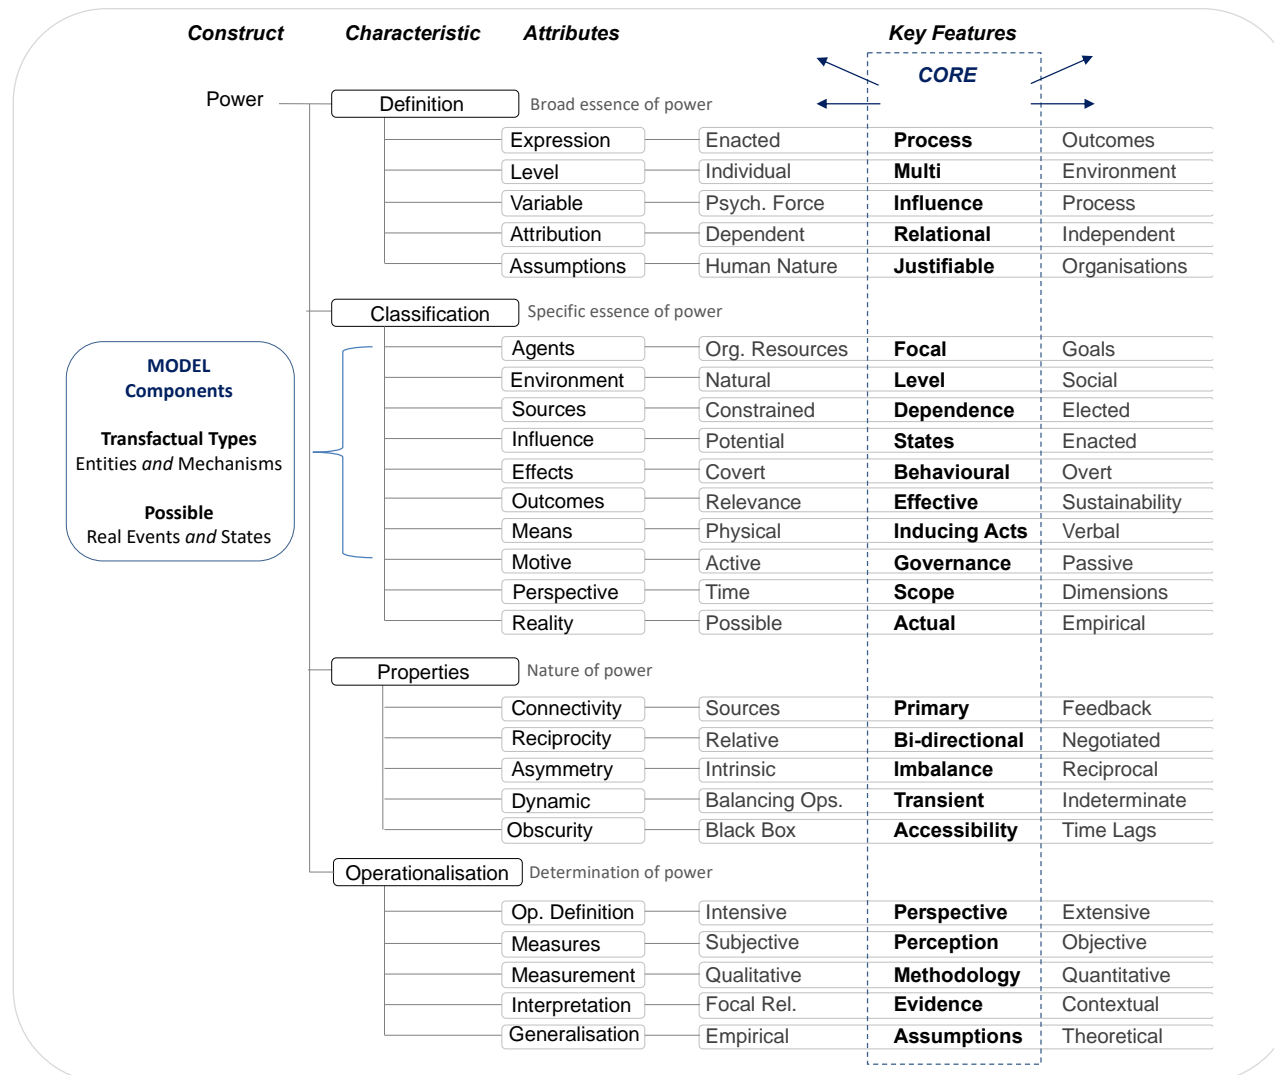 Construct Characteristic Attributes Key Features
CORE
Power Definition Broad essence of power
Expression Enacted Process Outcomes
Level Individual Multi Environment
Variable Psych. Force Influence Process
Attribution Dependent Relational Independent
Assumptions Human Nature Justifiable Organisations
Classification Specific essence of power
Agents Org. Resources Focal Goals
Environment Natural Level Social
Sources Constrained Dependence Elected
Influence Potential States Enacted
Effects Covert Behavioural Overt
Outcomes Relevance Effective Sustainability
Means Physical Inducing Acts Verbal
Motive Active Governance Passive
Perspective Time Scope Dimensions
Reality Possible Actual Empirical
MODEL
Components
Transfactual Types
Entities and Mechanisms
Possible
Real Events and States
Properties Nature of power
Connectivity Sources Primary Feedback
Reciprocity Relative Bi-directional Negotiated
Asymmetry Intrinsic Imbalance Reciprocal
Dynamic Balancing Ops. Transient Indeterminate
Obscurity Black Box Accessibility Time Lags
Operationalisation Determination of power
Op. Definition Intensive Perspective Extensive
Measures Subjective Perception Objective
Measurement Qualitative Methodology Quantitative
Interpretation Focal Rel. Evidence Contextual
Generalisation Empirical Assumptions Theoretical